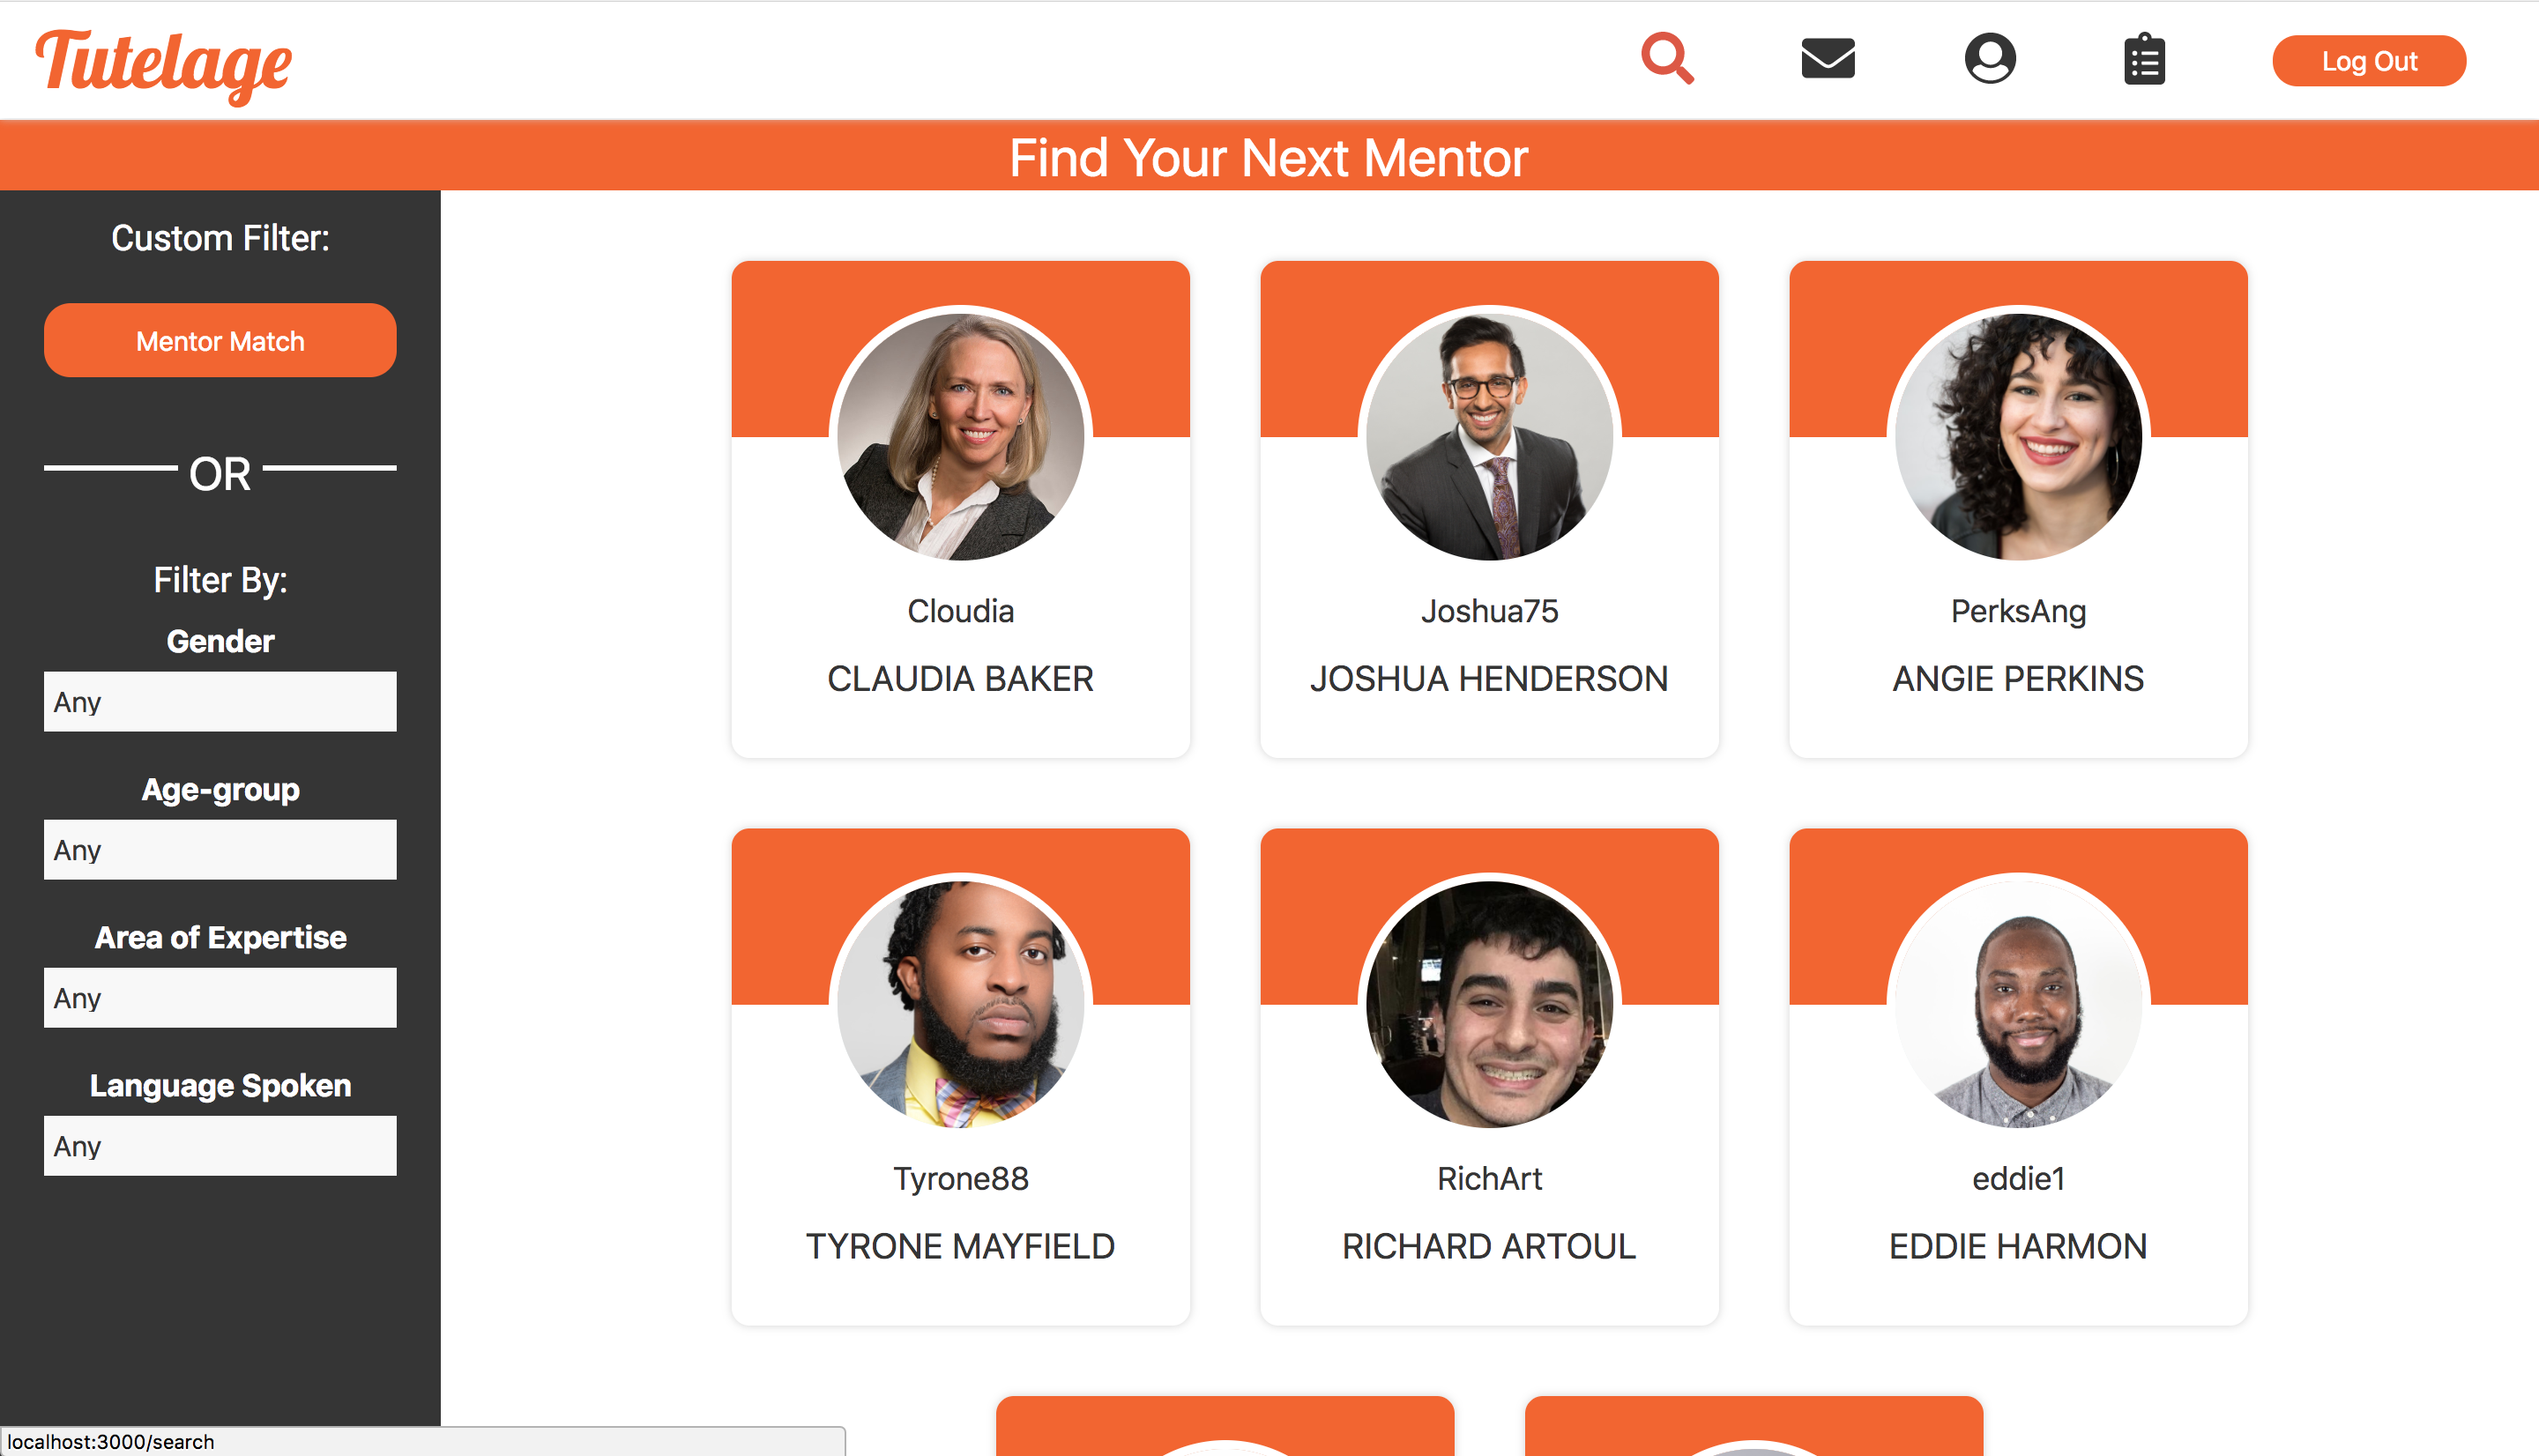 Tutelage
Log Out
Find Your Next Mentor
Custom Filter:
Mentor Match
OR
Filter By:
Gender
Any
Age-group
Any
Area of Expertise
Any
Language Spoken
Any
Cloudia
CLAUDIA BAKER
Joshua75
JOSHUA HENDERSON
PerksAng
ANGIE PERKINS
Tyrone88
TYRONE MAYFIELD
RichArt
RICHARD ARTOUL
eddie1
EDDIE HARMON
localhost:3000/search